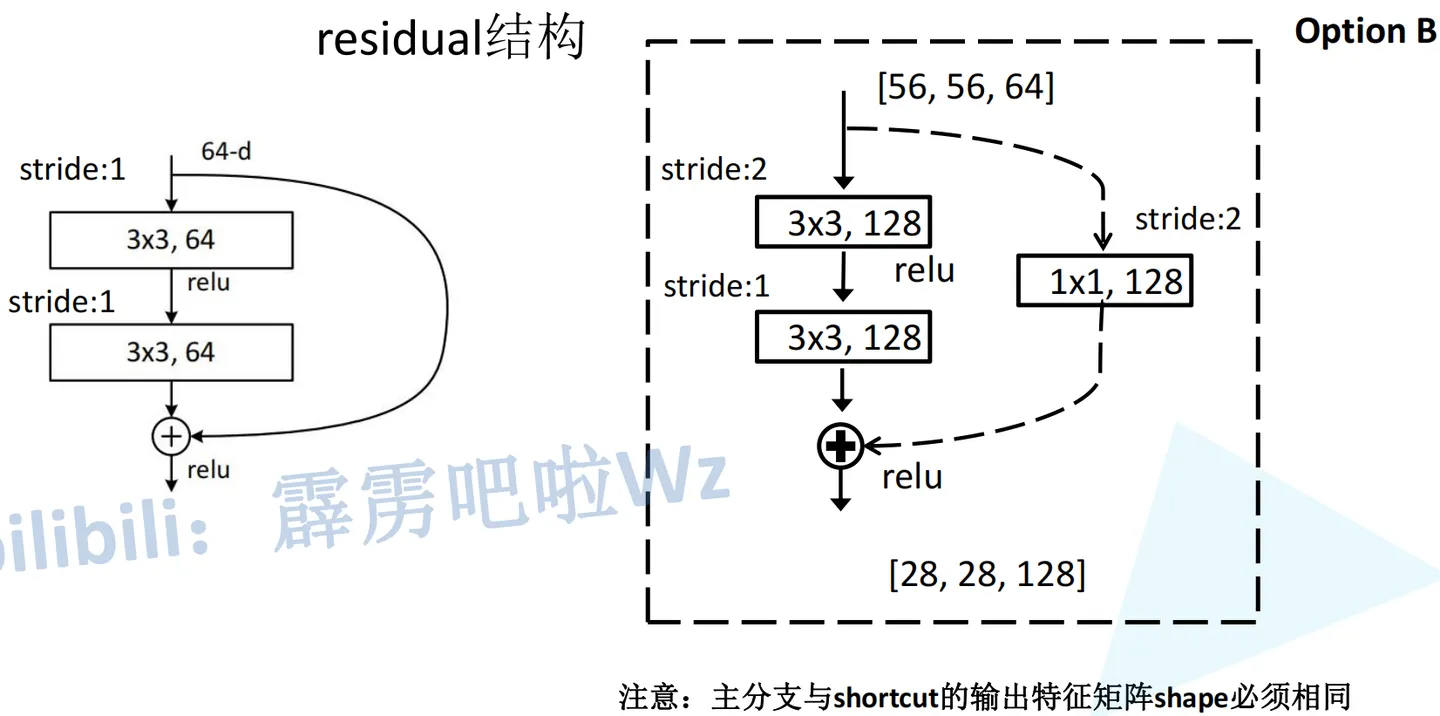 residual结构
Option B
64-d
stride:1
3x3, 64
relu
stride:1
3x3, 64
relu
[56, 56, 64]
stride:2
3x3, 128
relu
stride:1
3x3, 128
stride:2
1x1, 128
relu
[28, 28, 128]
bilibili：霹雳吧啦Wz
注意：主分支与shortcut的输出特征矩阵shape必须相同